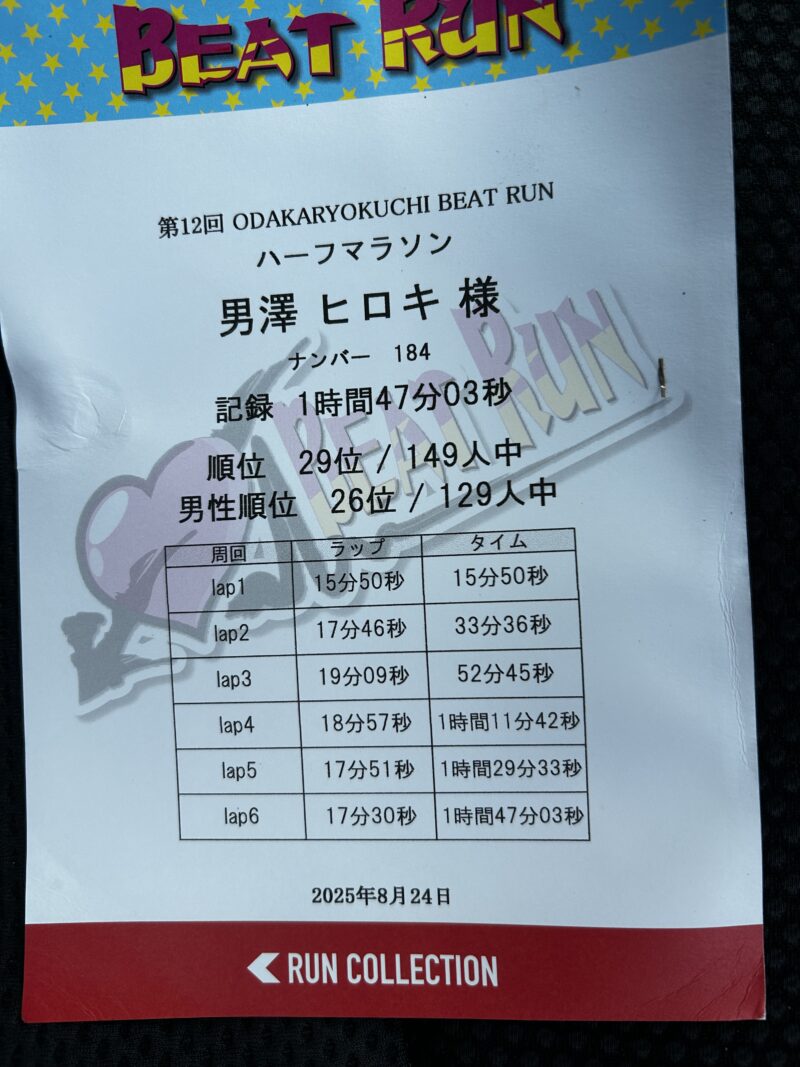 BEAT RUN
第12回 ODAKARYOKUCHI BEAT RUN
ハーフマラソン
男澤 ヒロキ 様
ナンバー 184
記録 1時間47分03秒
順位 29位 / 149人中
男性順位 26位 / 129人中
周回 ラップ タイム
lap1 15分50秒 15分50秒
lap2 17分46秒 33分36秒
lap3 19分09秒 52分45秒
lap4 18分57秒 1時間11分42秒
lap5 17分51秒 1時間29分33秒
lap6 17分30秒 1時間47分03秒
BEAT RUN
2025年8月24日
RUN COLLECTION